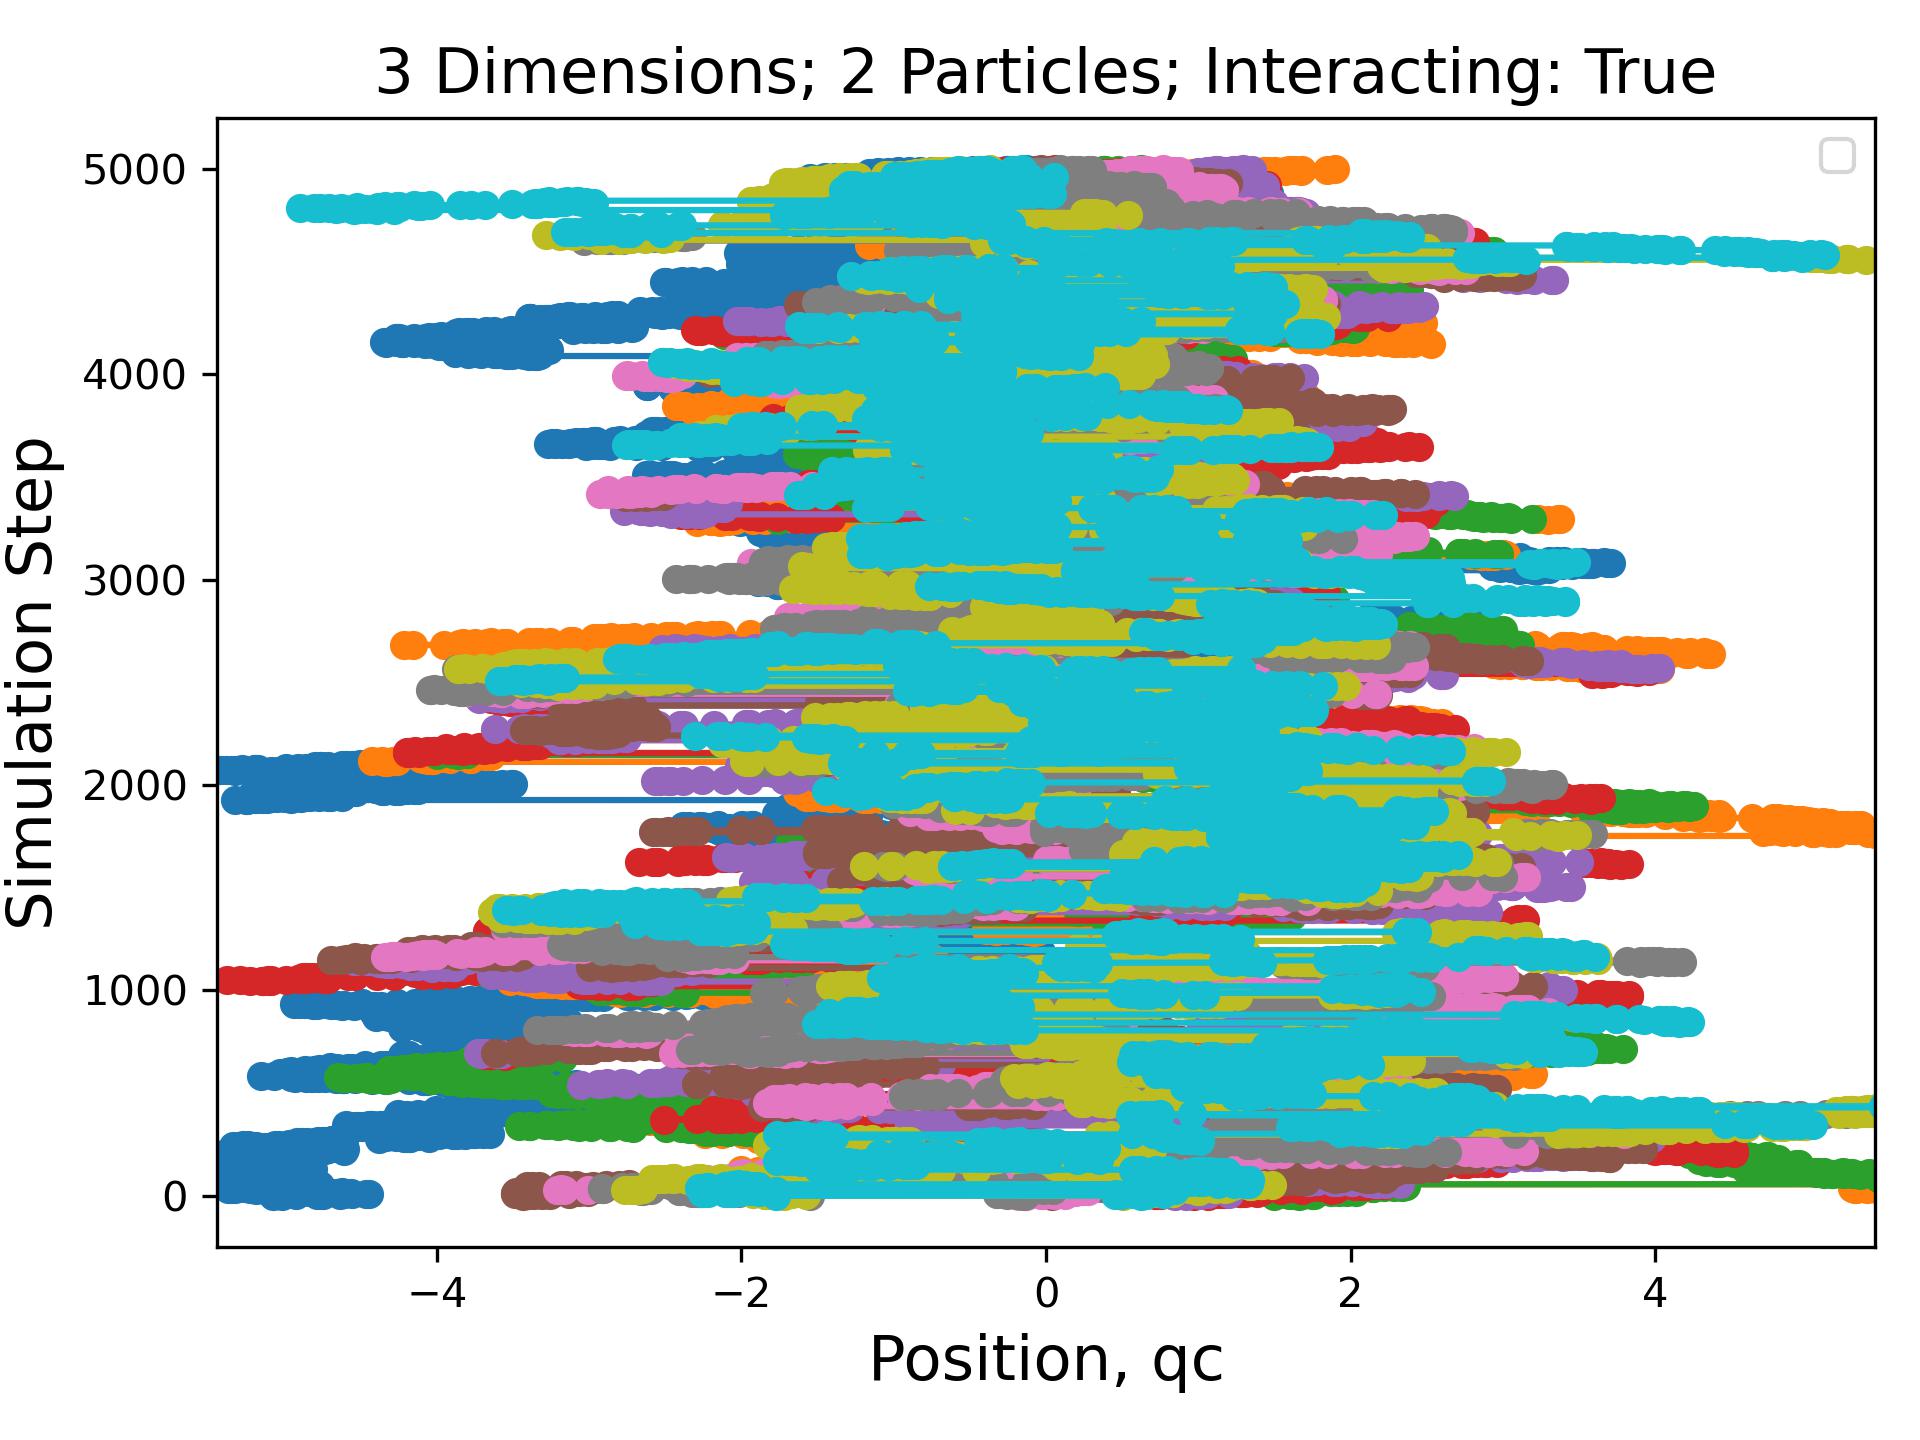 3 Dimensions; 2 Particles; Interacting: True
Simulation Step
5000
4000
3000
2000
1000
0
−4 −2 0 2 4
Position, qc